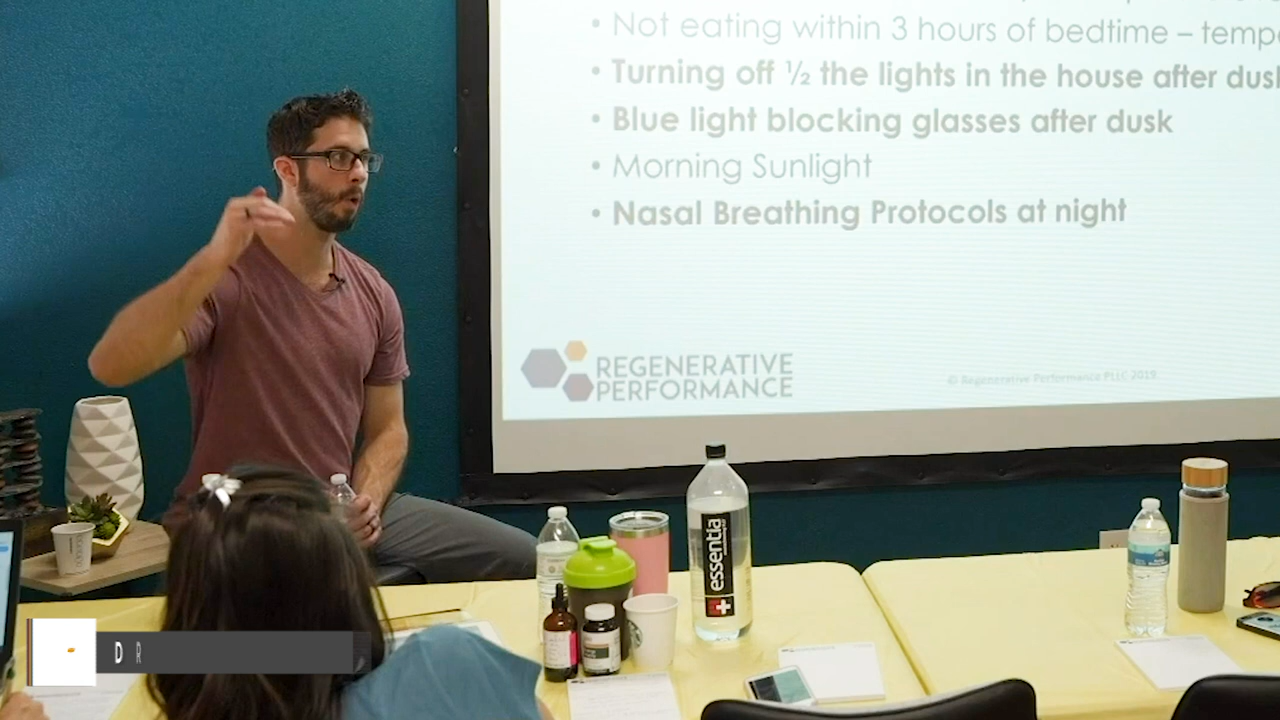 • Not eating within 3 hours of bedtime – tempe
• Turning off ½ the lights in the house after dusk
• Blue light blocking glasses after dusk
• Morning Sunlight
• Nasal Breathing Protocols at night
REGENERATIVE
PERFORMANCE
© Regenerative Performance PLLC 2019
essentia
D R